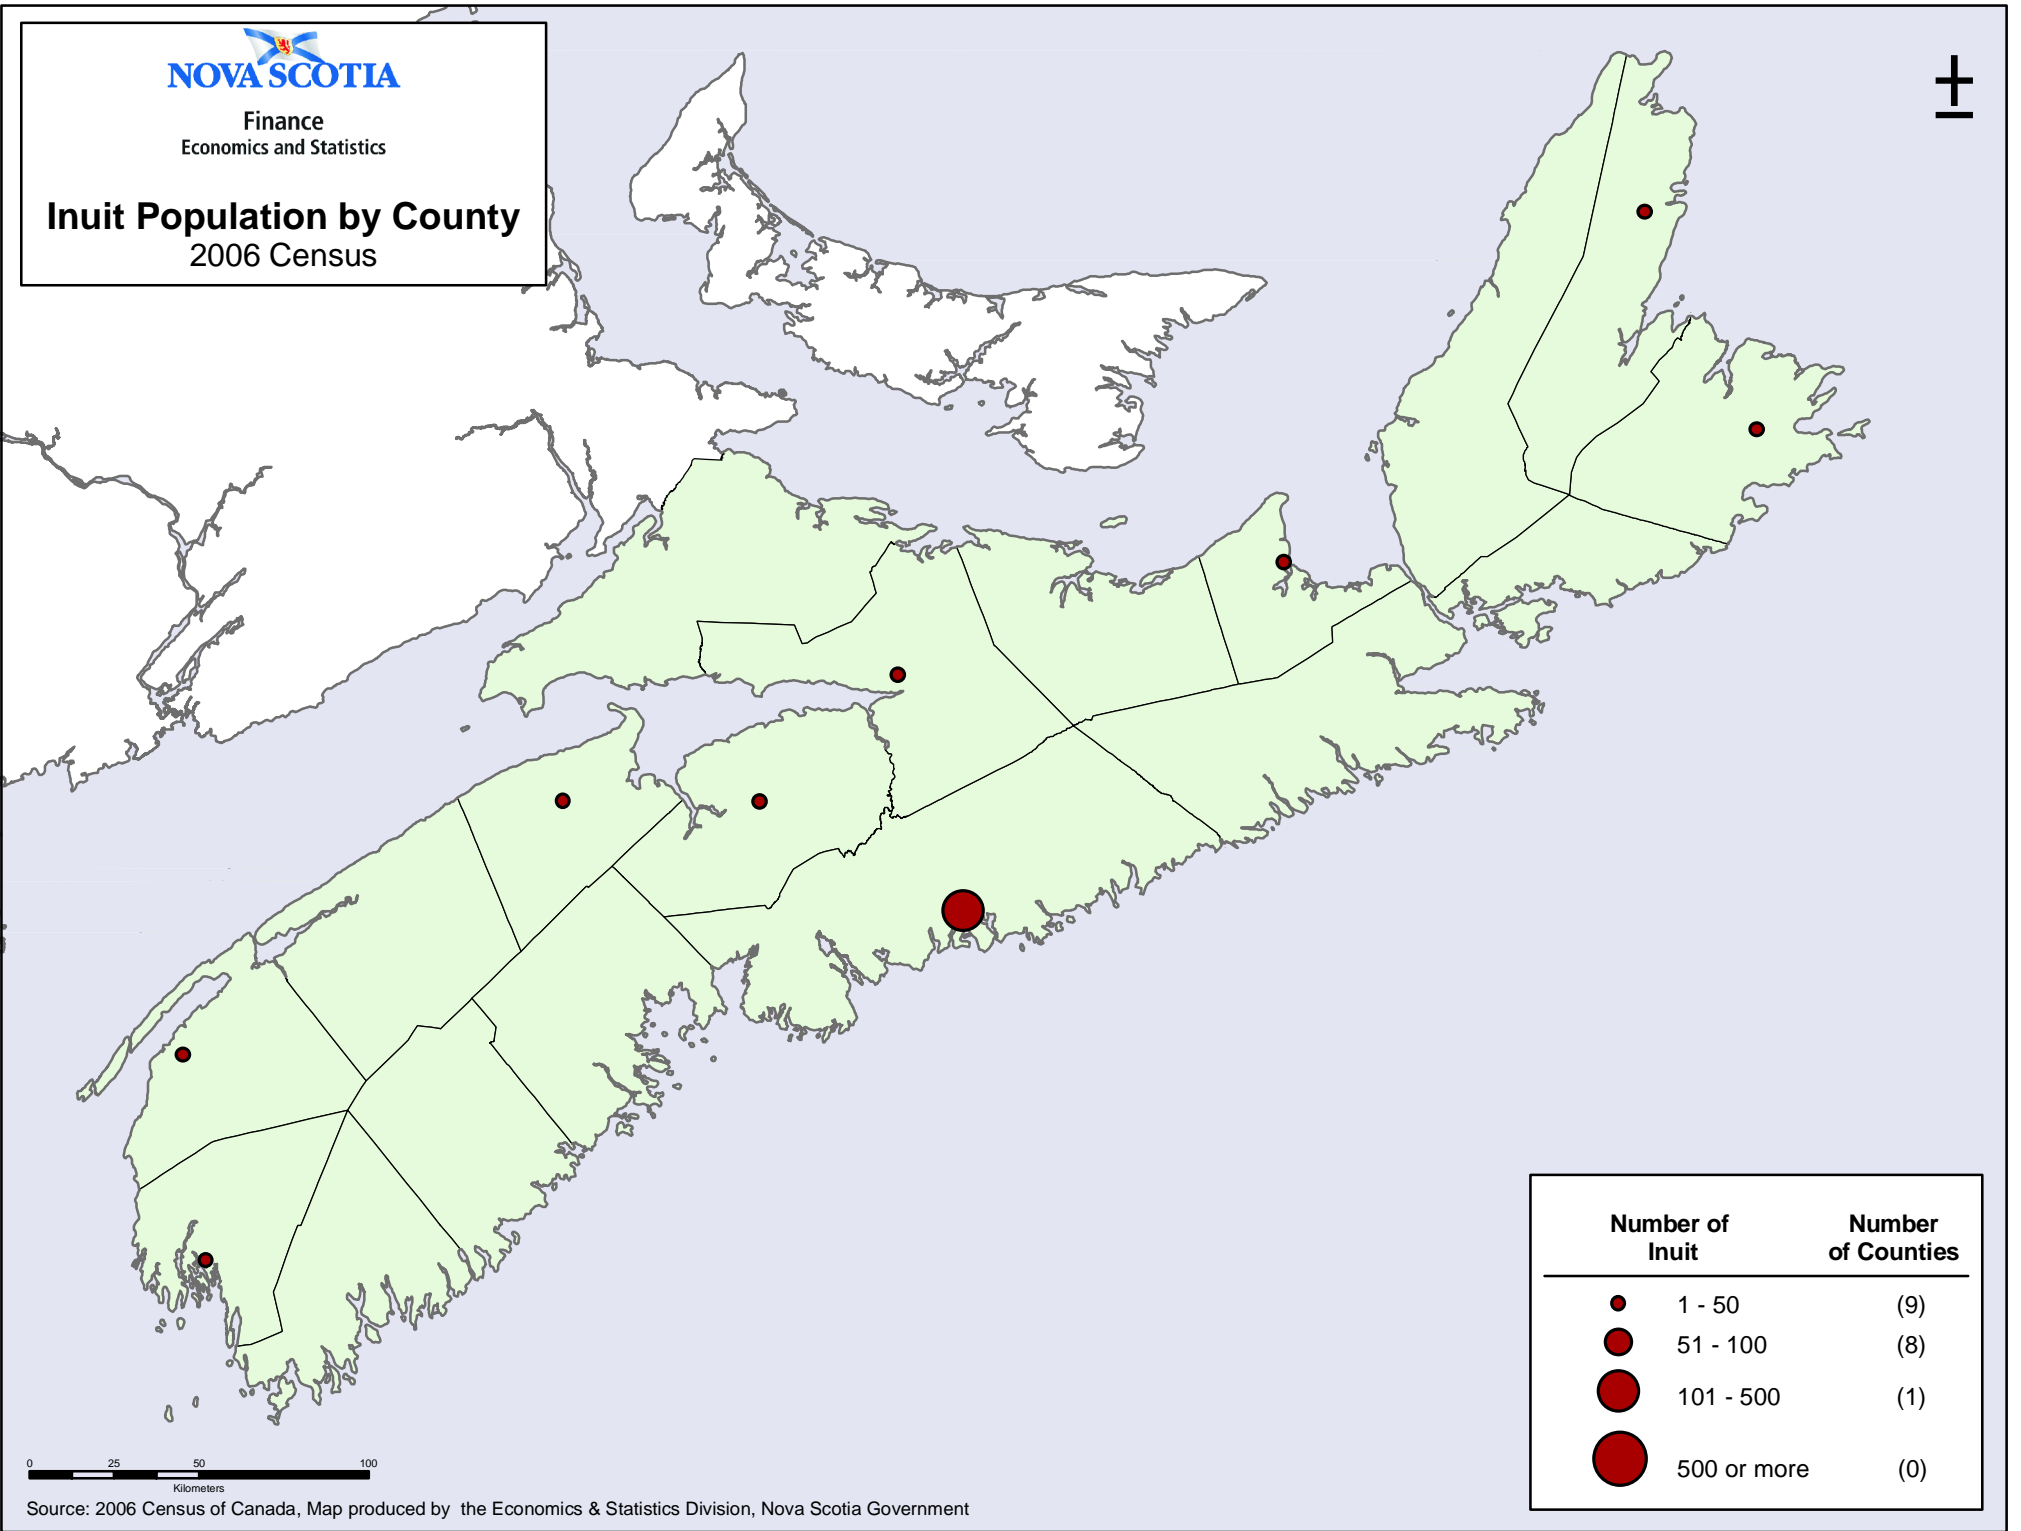 NOVA SCOTIA
Finance
Economics and Statistics
Inuit Population by County
2006 Census
±
Number of Inuit
Number of Counties
1 - 50 (9)
51 - 100 (8)
101 - 500 (1)
500 or more (0)
0 25 50 100
Kilometers
Source: 2006 Census of Canada, Map produced by the Economics & Statistics Division, Nova Scotia Government